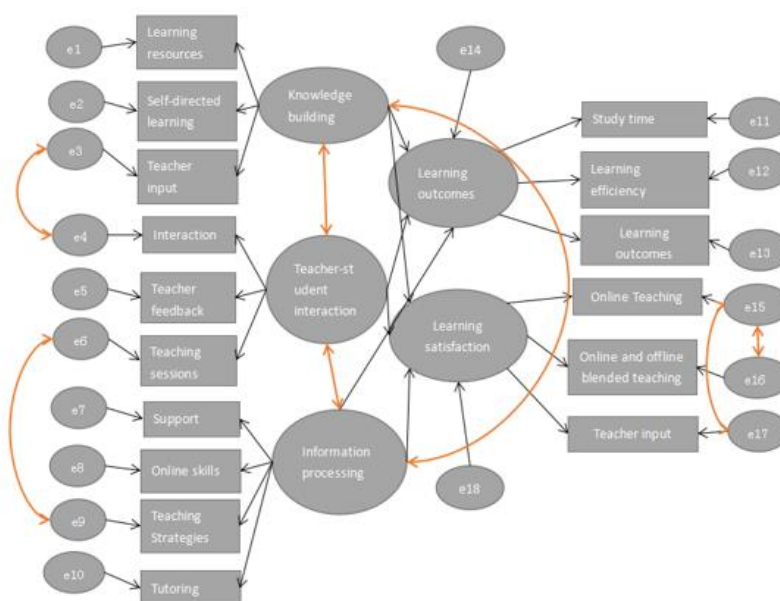 e1
Learning
resources
e2
Self-directed
learning
e3
Teacher
input
e4
Interaction
e5
Teacher
feedback
e6
Teaching
sessions
e7
Support
e8
Online skills
e9
Teaching
Strategies
e10
Tutoring
Knowledge
building
Teacher-st
udent
interaction
Information
processing
e14
Learning
outcomes
Learning
satisfaction
e18
Study time
e11
Learning
efficiency
e12
Learning
outcomes
e13
Online Teaching
e15
Online and offline
blended teaching
e16
Teacher input
e17